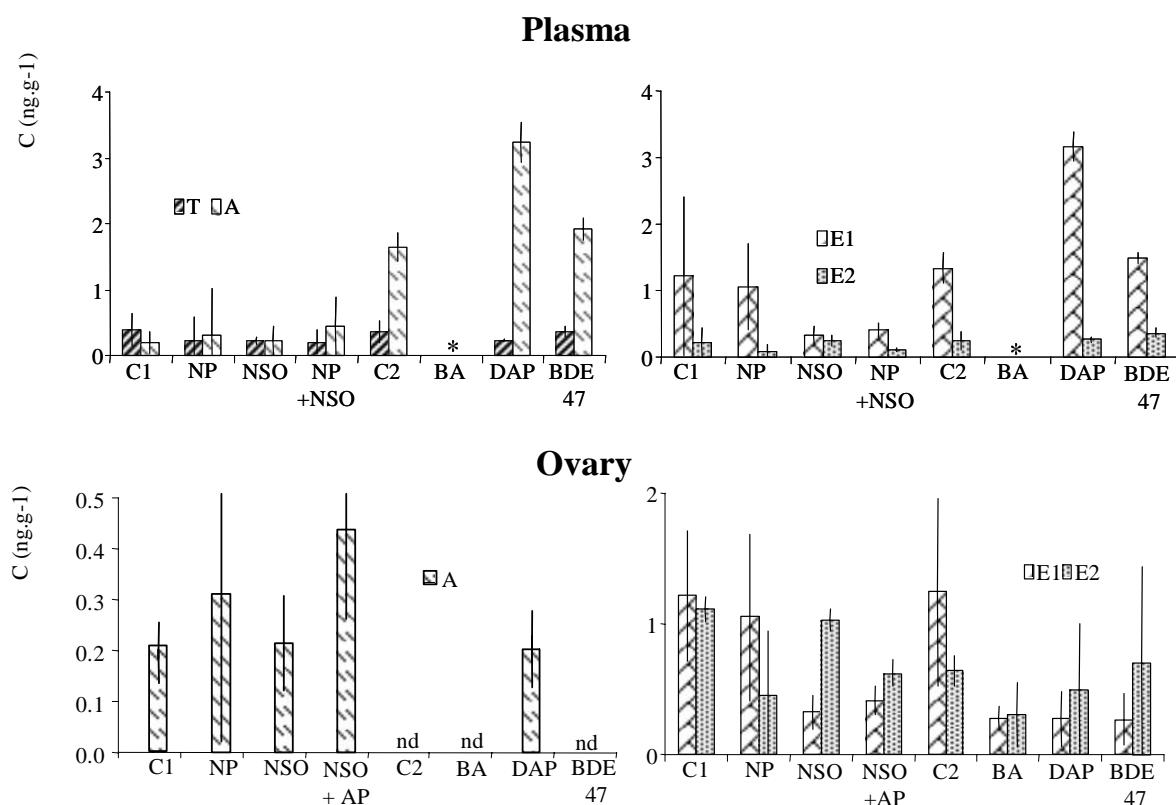 Plasma
C (ng.g-1)
4
3
2
1
0
T A
C1 NP NSO NP C2 BA DAP BDE
+NSO 47
*
4
3
2
1
0
E1
E2
C1 NP NSO NP C2 BA DAP BDE
+NSO 47
*
Ovary
C (ng.g-1)
0.5
0.4
0.3
0.2
0.1
0.0
A
nd nd nd
C1 NP NSO NSO C2 BA DAP BDE
+ AP 47
2
1
0
E1 E2
C1 NP NSO NSO C2 BA DAP BDE
+AP 47